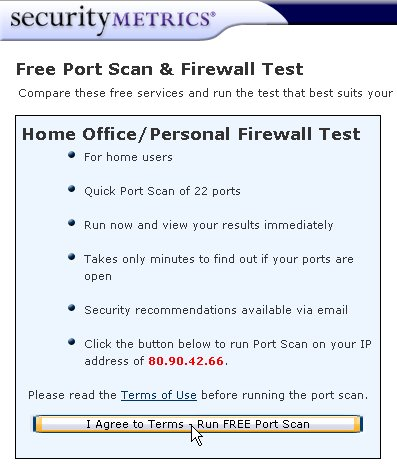 securityMETRICS®
Free Port Scan & Firewall Test
Compare these free services and run the test that best suits your
Home Office/Personal Firewall Test
For home users
Quick Port Scan of 22 ports
Run now and view your results immediately
Takes only minutes to find out if your ports are
open
Security recommendations available via email
Click the button below to run Port Scan on your IP
address of 80.90.42.66.
Please read the Terms of Use before running the port scan.
I Agree to Terms - Run FREE Port Scan